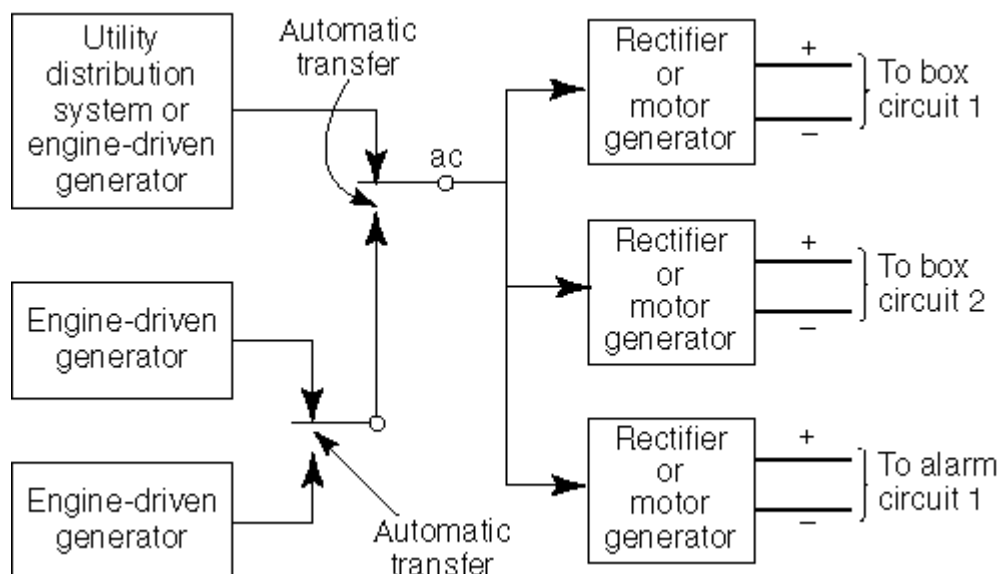 Utility
distribution
system or
engine-driven
generator
Automatic
transfer
ac
Rectifier
or
motor
generator
+
−
To box
circuit 1
Rectifier
or
motor
generator
+
−
To box
circuit 2
Engine-driven
generator
Engine-driven
generator
Automatic
transfer
Rectifier
or
motor
generator
+
−
To alarm
circuit 1